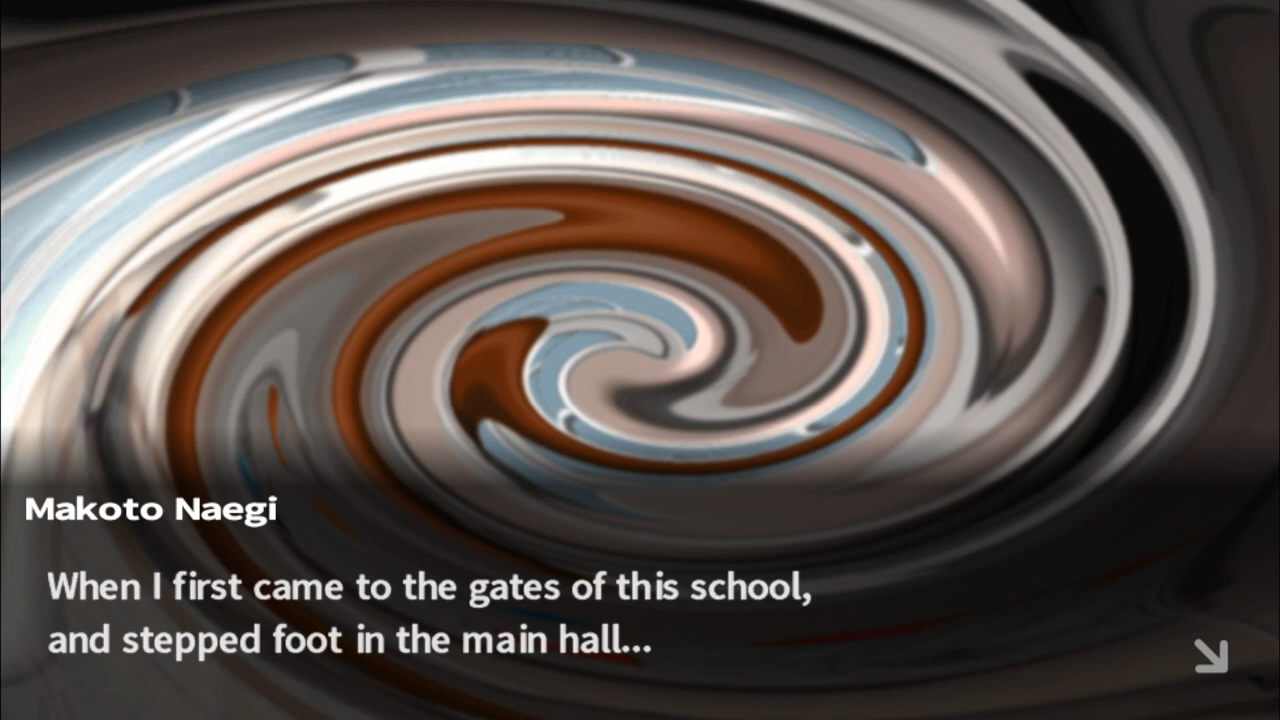 Makoto Naegi
When I first came to the gates of this school,
and stepped foot in the main hall...